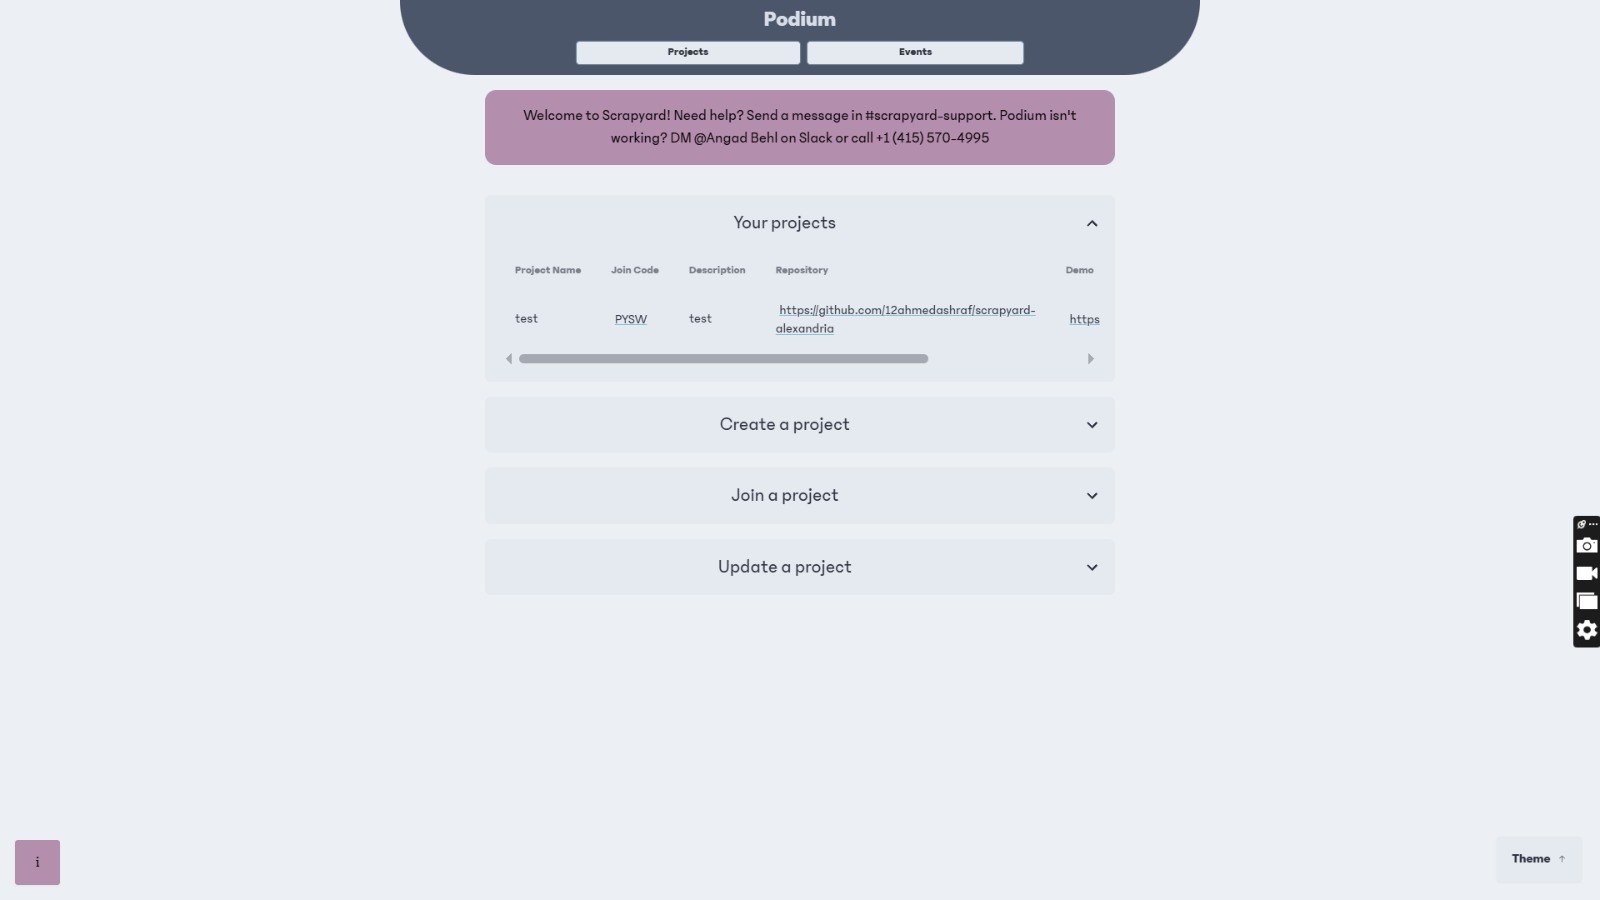 Podium
Projects Events
Welcome to Scrapyard! Need help? Send a message in #scrapyard-support. Podium isn't
working? DM @Angad Behl on Slack or call +1 (415) 570-4995
Your projects
Project Name Join Code Description Repository Demo
test PYSW test https://github.com/12ahmedashraf/scrapyard-
alexandria https
Create a project
Join a project
Update a project
i
Theme ↑